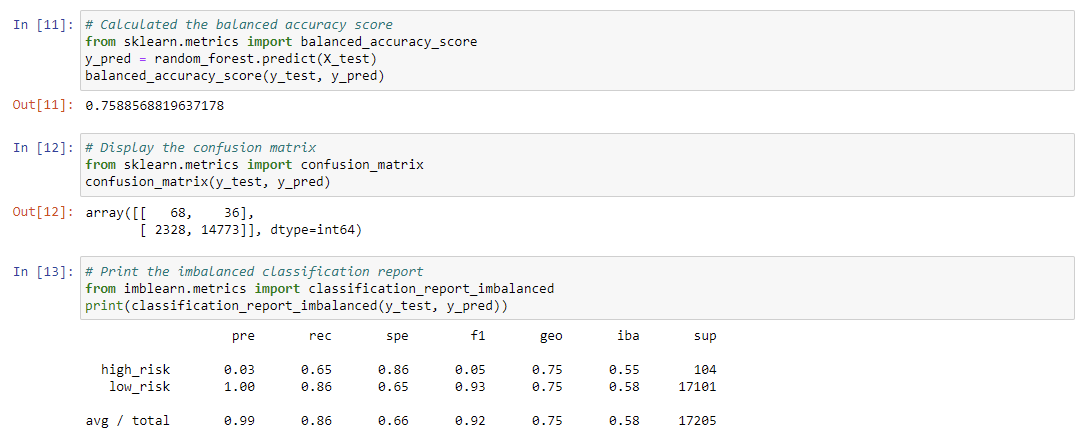 In [11]: # Calculated the balanced accuracy score
from sklearn.metrics import balanced_accuracy_score
y_pred = random_forest.predict(X_test)
balanced_accuracy_score(y_test, y_pred)
Out[11]: 0.7588568819637178
In [12]: # Display the confusion matrix
from sklearn.metrics import confusion_matrix
confusion_matrix(y_test, y_pred)
Out[12]: array([[   68,    36],
       [ 2328, 14773]], dtype=int64)
In [13]: # Print the imbalanced classification report
from imblearn.metrics import classification_report_imbalanced
print(classification_report_imbalanced(y_test, y_pred))
                   pre       rec       spe        f1       geo       iba       sup
  high_risk       0.03      0.65      0.86      0.05      0.75      0.55       104
   low_risk       1.00      0.86      0.65      0.93      0.75      0.58     17101
avg / total       0.99      0.86      0.66      0.92      0.75      0.58     17205